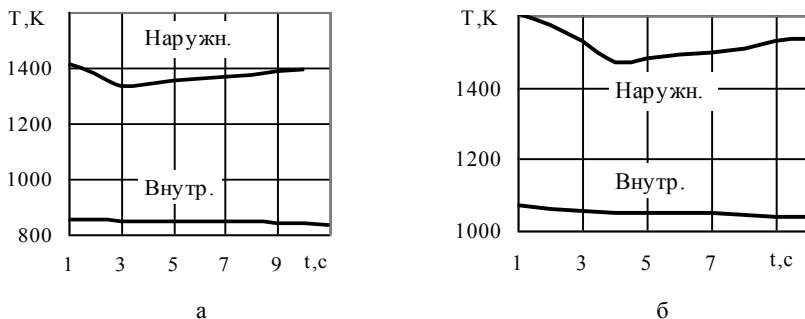 T,K
Наружн.
1400
1200
1000
Внутр.
800
1 3 5 7 9 t,c
а
T,K
1400
Наружн.
1200
Внутр.
1000
1 3 5 7 t,c
б